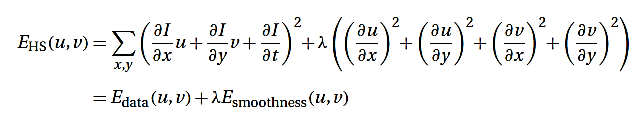 E_HS(u,v) = ∑_{x,y} (∂I/∂x u + ∂I/∂y v + ∂I/∂t)^2 + λ((∂u/∂x)^2 + (∂u/∂y)^2 + (∂v/∂x)^2 + (∂v/∂y)^2)
= E_data(u,v) + λE_smoothness(u,v)